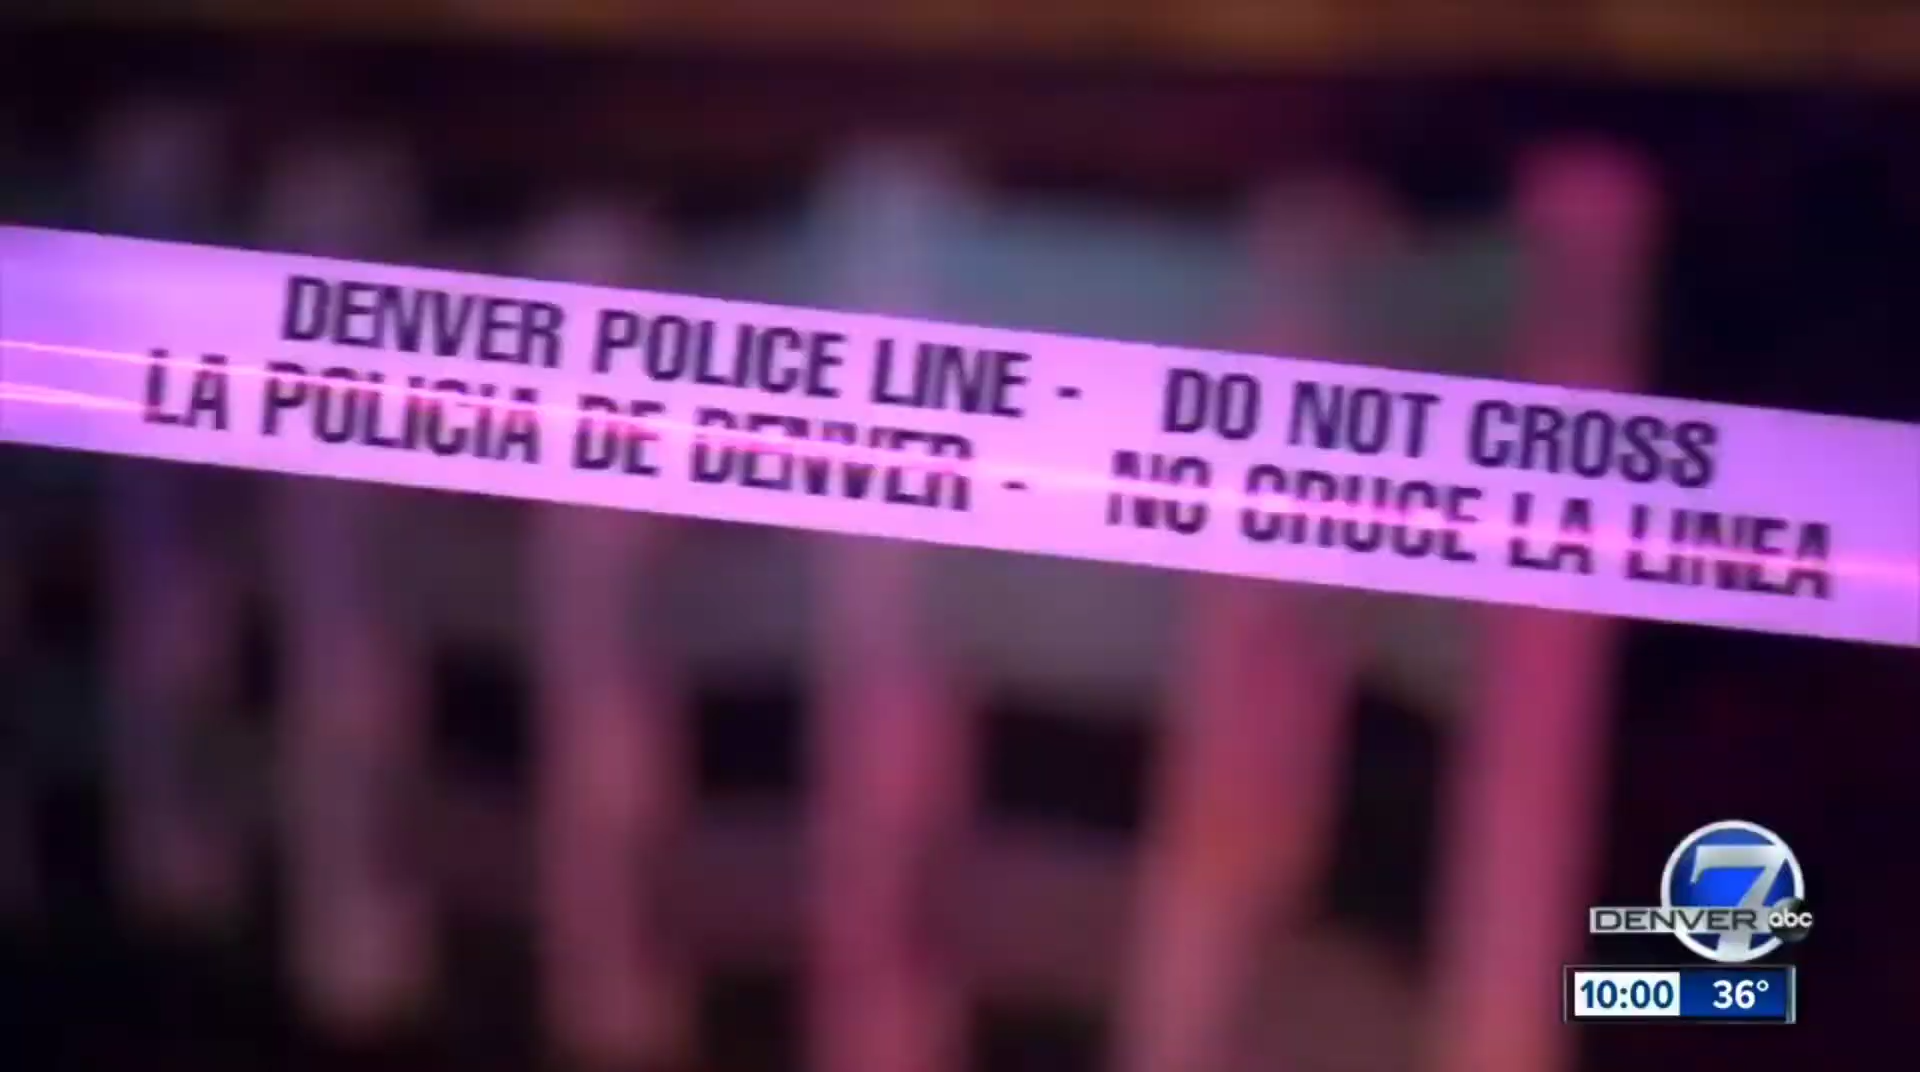 DENVER POLICE LINE - DO NOT CROSS
LA POLICIA DE DENVER - NO CRUCE LA LINEA
7
DENVER abc
10:00 36°